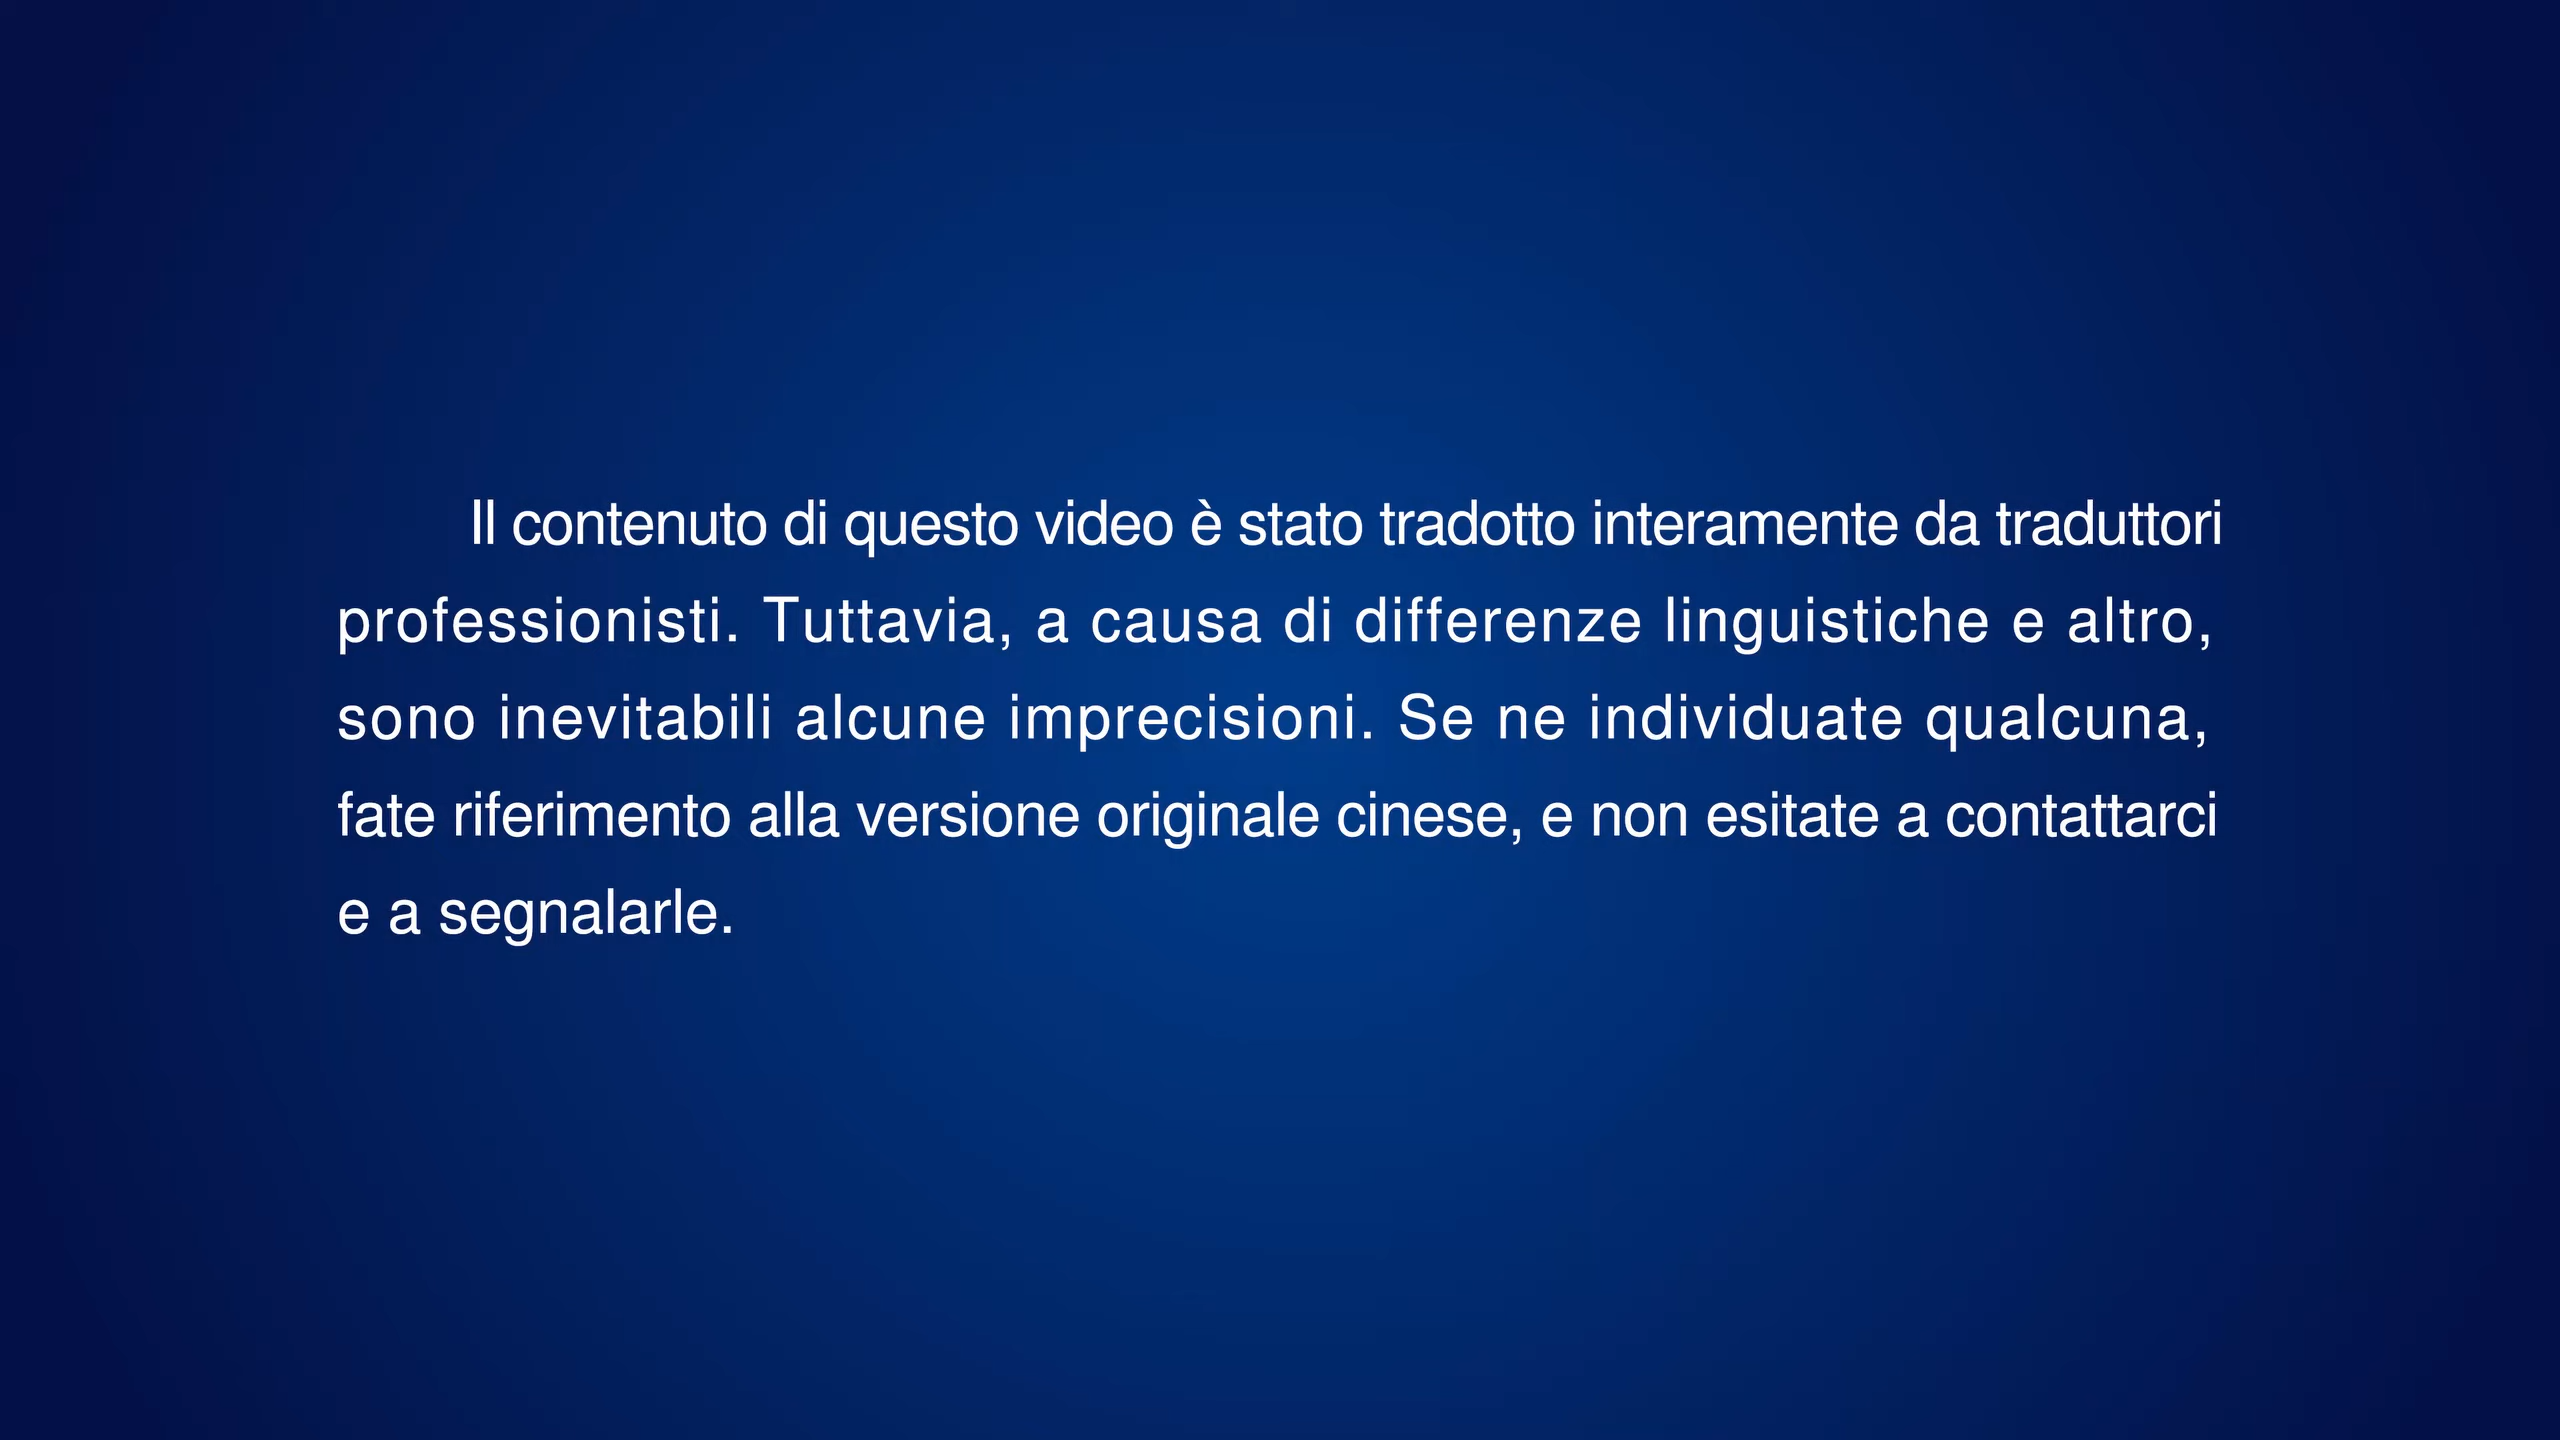 Il contenuto di questo video è stato tradotto interamente da traduttori
professionisti. Tuttavia, a causa di differenze linguistiche e altro,
sono inevitabili alcune imprecisioni. Se ne individuate qualcuna,
fate riferimento alla versione originale cinese, e non esitate a contattarci
e a segnalarle.